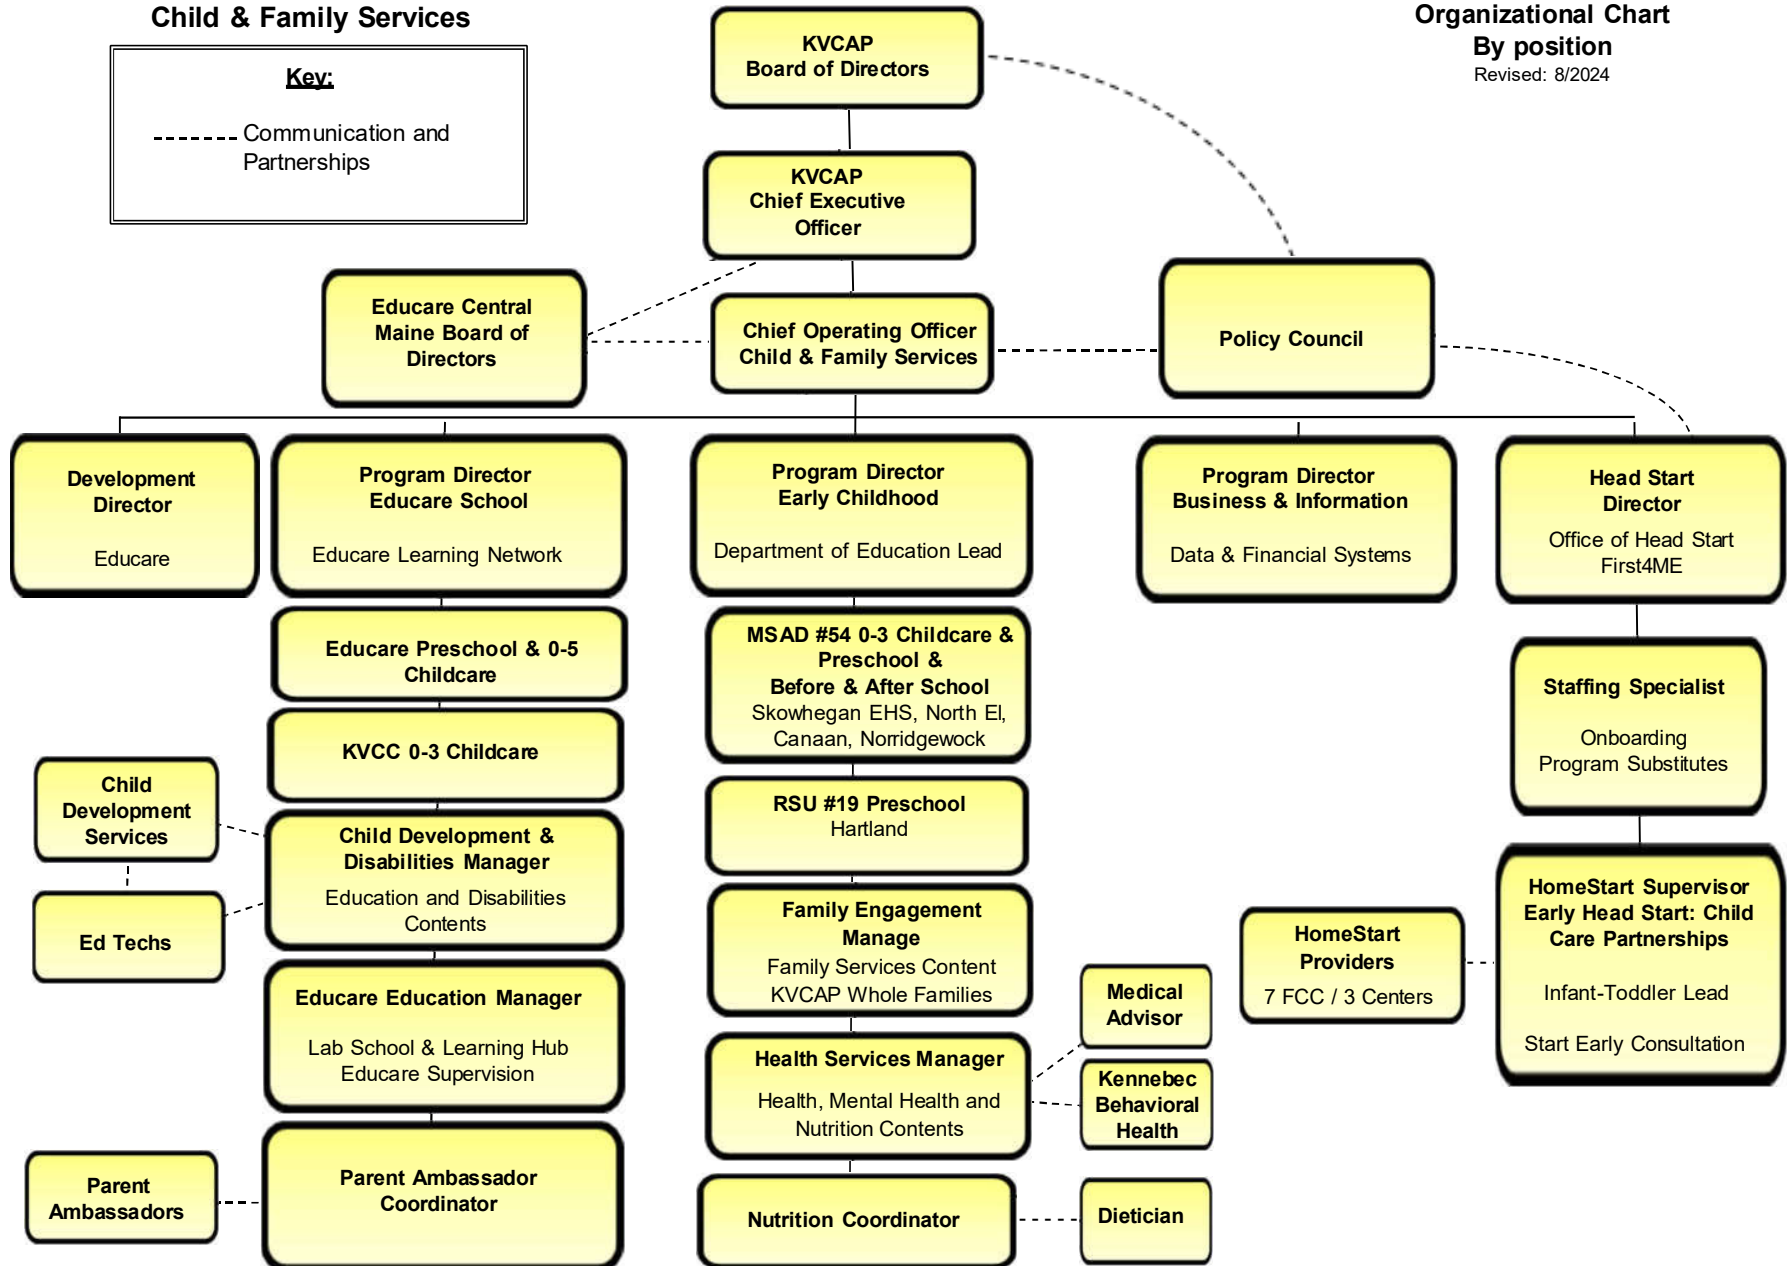 Child & Family Services
Organizational Chart
By position
Revised: 8/2024
Key:
Communication and
Partnerships
KVCAP
Board of Directors
KVCAP
Chief Executive
Officer
Educare Central
Maine Board of
Directors
Chief Operating Officer
Child & Family Services
Policy Council
Development
Director
Educare
Program Director
Educare School
Educare Learning Network
Program Director
Early Childhood
Department of Education Lead
Program Director
Business & Information
Data & Financial Systems
Head Start
Director
Office of Head Start
First4ME
Educare Preschool & 0-5
Childcare
KVCC 0-3 Childcare
Child
Development
Services
Ed Techs
Child Development &
Disabilities Manager
Education and Disabilities
Contents
Educare Education Manager
Lab School & Learning Hub
Educare Supervision
Parent
Ambassadors
Parent Ambassador
Coordinator
MSAD #54 0-3 Childcare &
Preschool &
Before & After School
Skowhegan EHS, North El,
Canaan, Norridgewock
RSU #19 Preschool
Hartland
Family Engagement
Manage
Family Services Content
KVCAP Whole Families
Health Services Manager
Health, Mental Health and
Nutrition Contents
Medical
Advisor
Kennebec
Behavioral
Health
Nutrition Coordinator
Dietician
Staffing Specialist
Onboarding
Program Substitutes
HomeStart
Providers
7 FCC / 3 Centers
HomeStart Supervisor
Early Head Start: Child
Care Partnerships
Infant-Toddler Lead
Start Early Consultation